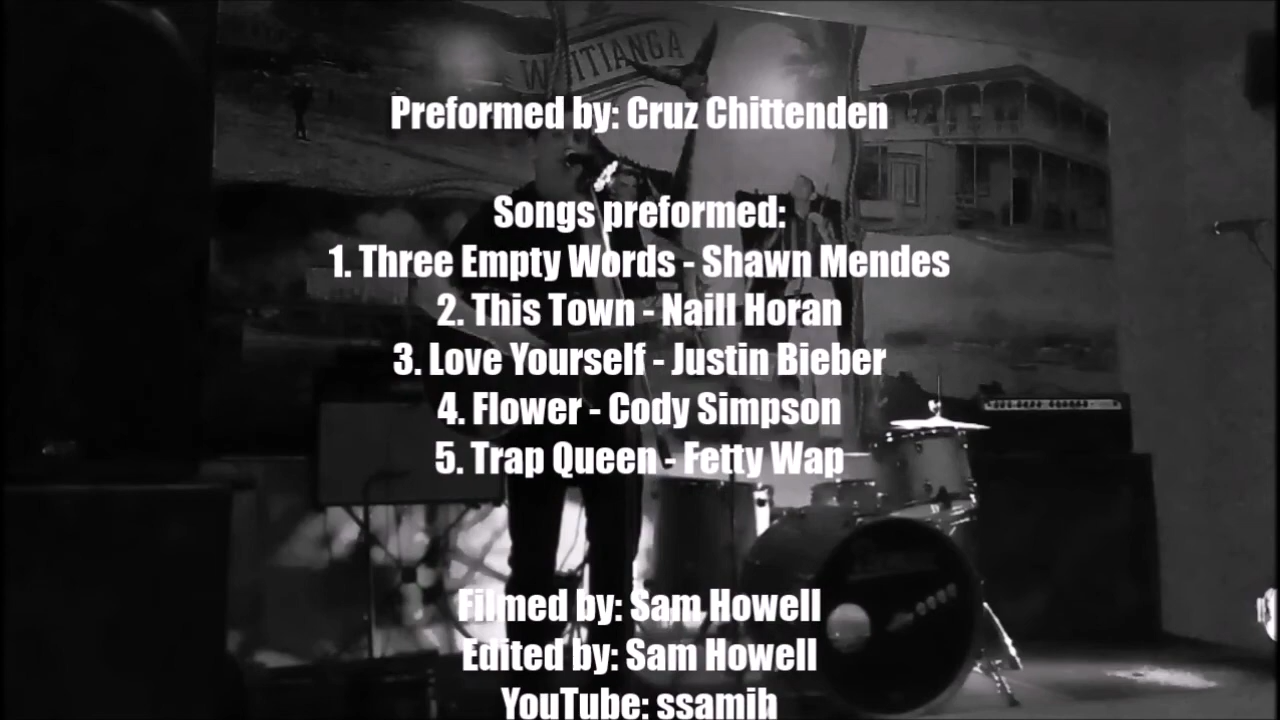 WHITIANGA
Preformed by: Cruz Chittenden
Songs preformed:
1. Three Empty Words - Shawn Mendes
2. This Town - Naill Horan
3. Love Yourself - Justin Bieber
4. Flower - Cody Simpson
5. Trap Queen - Fetty Wap
Filmed by: Sam Howell
Edited by: Sam Howell
YouTube: ssamih